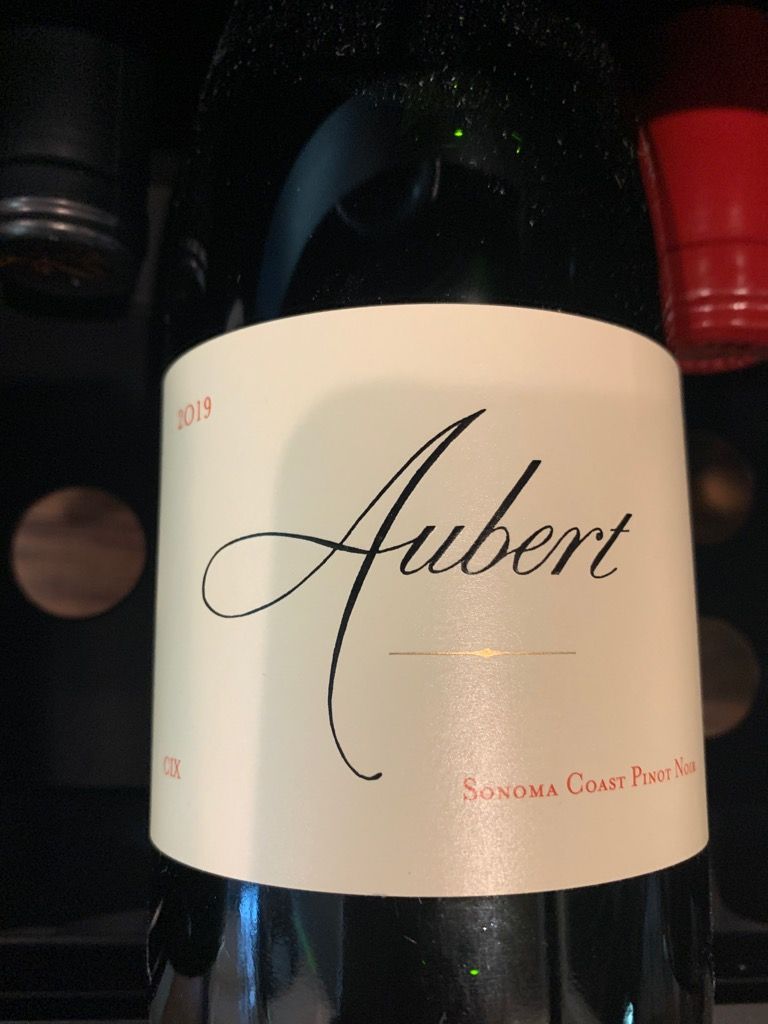 2019
Aubert
CIX
Sonoma Coast Pinot Noir